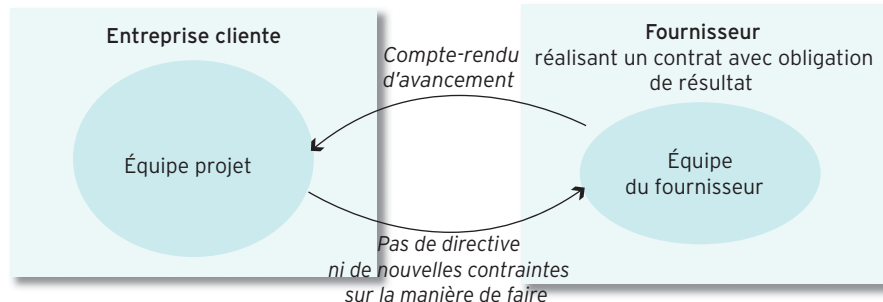 Entreprise cliente
Équipe projet
Compte-rendu
d'avancement
Fournisseur
réalisant un contrat avec obligation
de résultat
Équipe
du fournisseur
Pas de directive
ni de nouvelles contraintes
sur la manière de faire